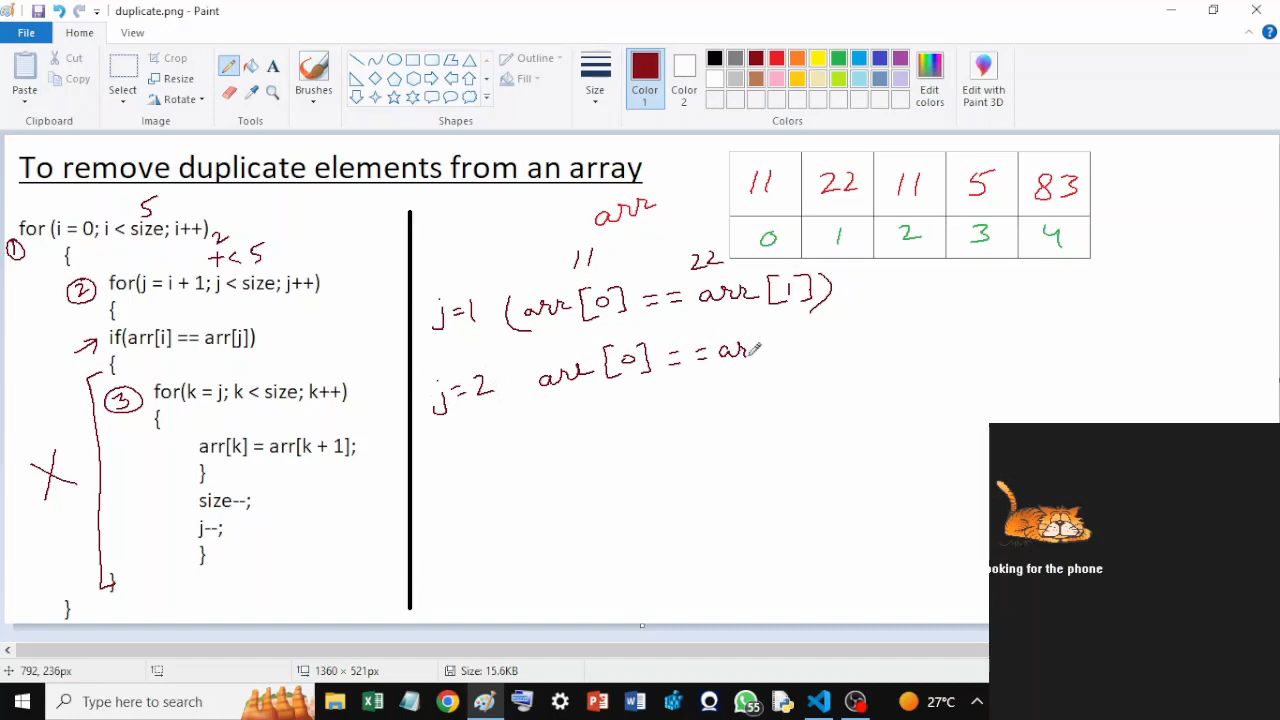 duplicate.png - Paint
File
Home
View
Paste
Cut
Copy
Clipboard
Select
Crop
Resize
Rotate
Image
A
Tools
Brushes
Outline
Fill
Shapes
Size
Color 1
Color 2
Edit colors
Edit with Paint 3D
Colors
To remove duplicate elements from an array
5
for (i = 0; i < size; i++)
① 2
{ + < 5
② for(j = i + 1; j < size; j++)
{
if(arr[i] == arr[j])
{
③ for(k = j; k < size; k++)
{
arr[k] = arr[k + 1];
}
X
size--;
j--;
}
}
}
arr
11 22 11 5 83
0 1 2 3 4
11 22
j=1 (arr[0] == arr[1])
j=2 arr[0] == ar
ooking for the phone
792, 236px
1360 × 521px
Size: 15.6KB
Type here to search
55
27°C